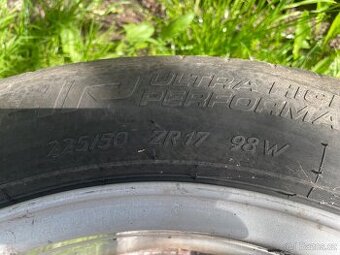 ULTRA HIGH
PERFORMA
225/50 ZR17 98W